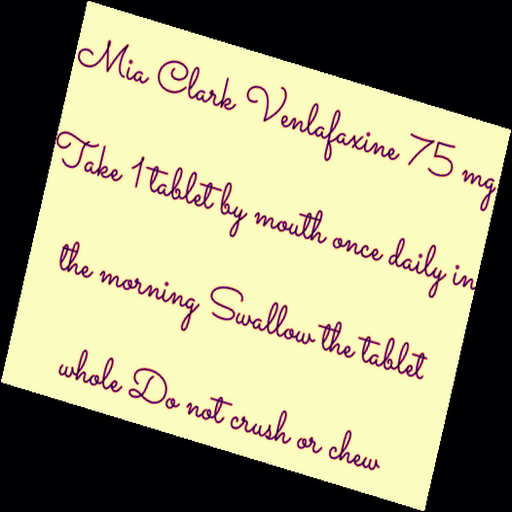 Mia Clark Venlafaxine 75 mg
Take 1 tablet by mouth once daily in
the morning Swallow the tablet
whole Do not crush or chew